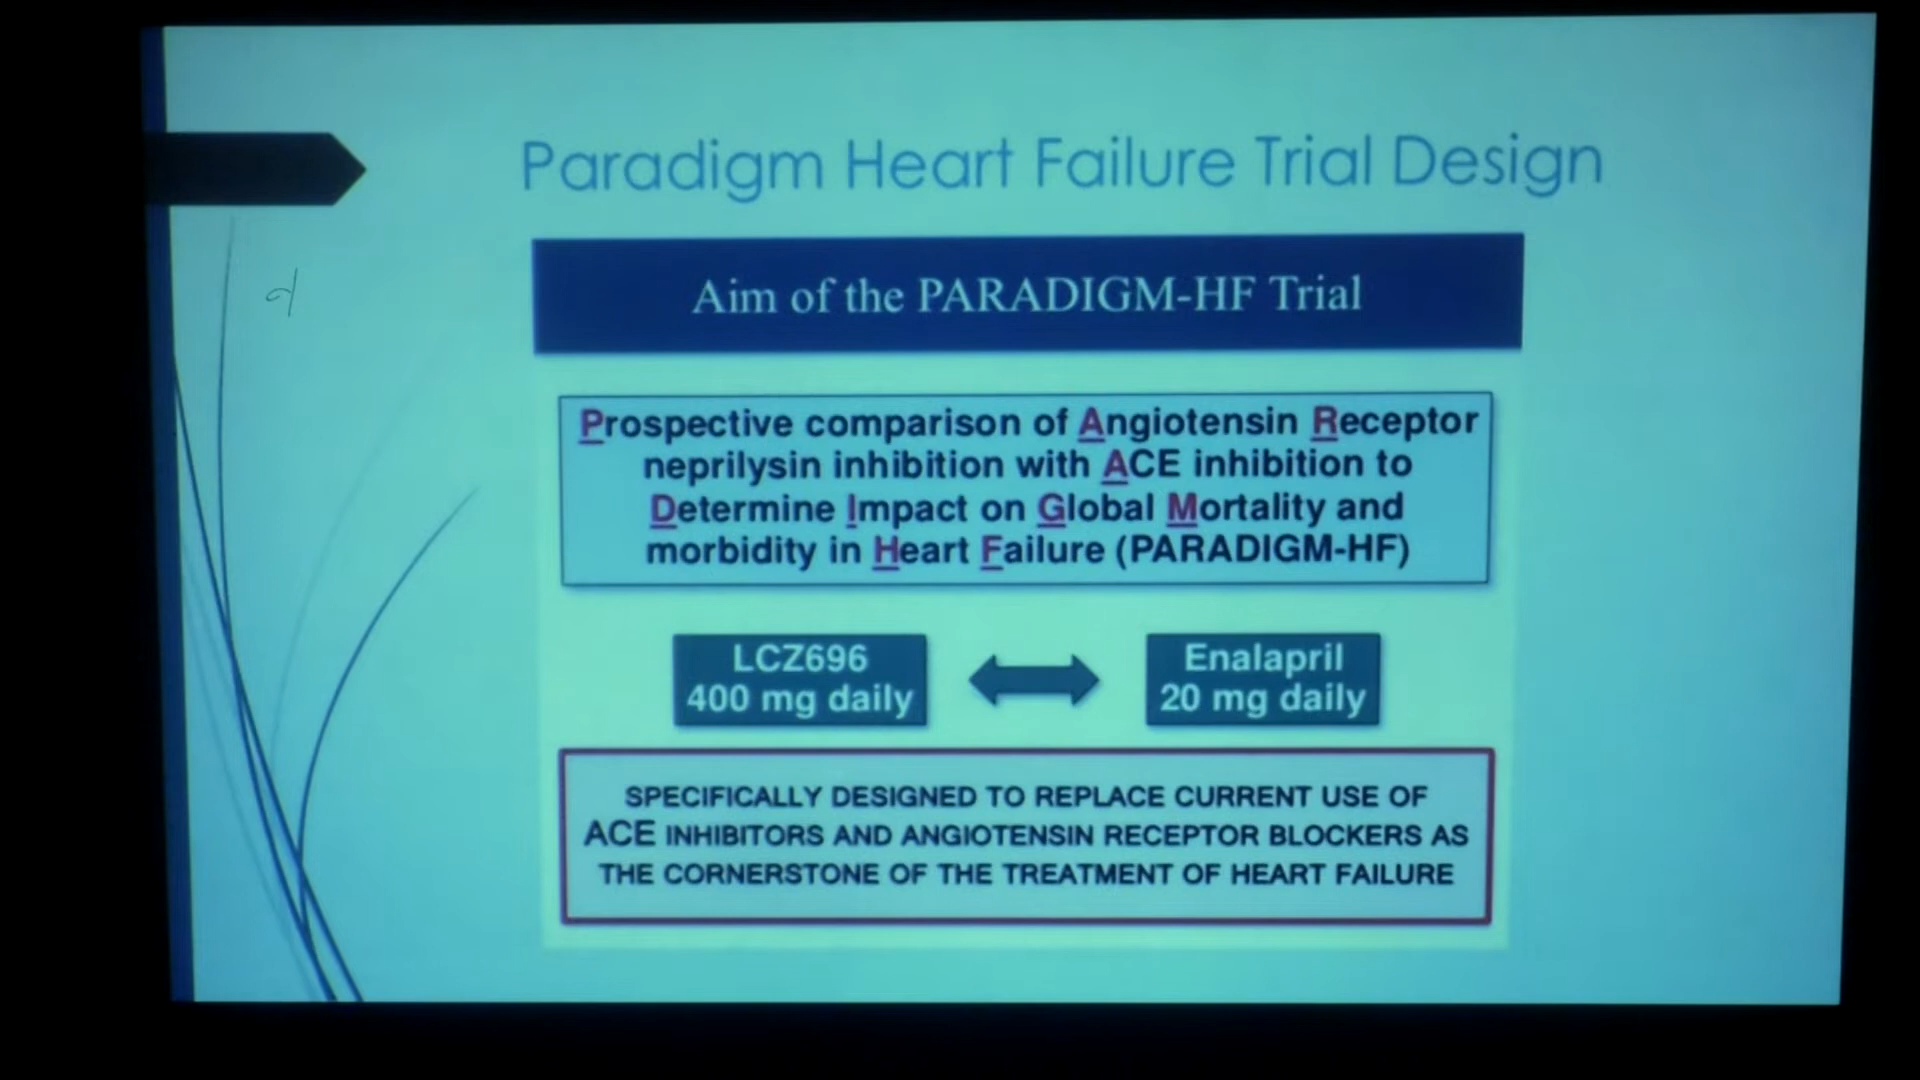 Paradigm Heart Failure Trial Design
Aim of the PARADIGM-HF Trial
Prospective comparison of Angiotensin Receptor
neprilysin inhibition with ACE inhibition to
Determine Impact on Global Mortality and
morbidity in Heart Failure (PARADIGM-HF)
LCZ696
400 mg daily
Enalapril
20 mg daily
SPECIFICALLY DESIGNED TO REPLACE CURRENT USE OF
ACE INHIBITORS AND ANGIOTENSIN RECEPTOR BLOCKERS AS
THE CORNERSTONE OF THE TREATMENT OF HEART FAILURE